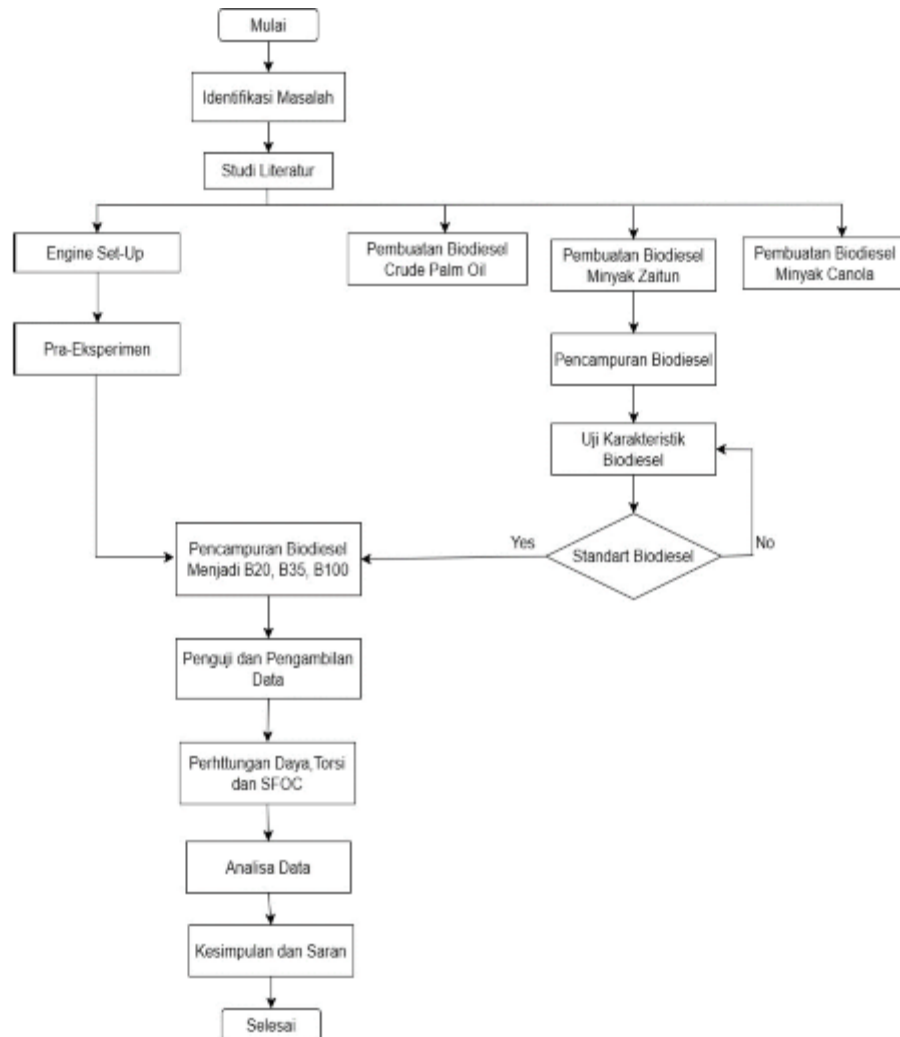 Mulai
Identifikasi Masalah
Studi Literatur
Engine Set-Up
Pembuatan Biodiesel
Crude Palm Oil
Pembuatan Biodiesel
Minyak Zaitun
Pembuatan Biodiesel
Minyak Canola
Pra-Eksperimen
Pencampuran Biodiesel
Uji Karakteristik
Biodiesel
Pencampuran Biodiesel
Menjadi B20, B35, B100
Yes
Standart Biodiesel
No
Penguji dan Pengambilan
Data
Perhttungan Daya,Torsi
dan SFOC
Analisa Data
Kesimpulan dan Saran
Selesai